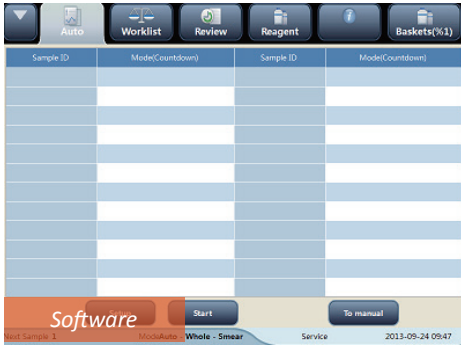 Auto Worklist Review Reagent Baskets(%1)
Sample ID Mode(Countdown) Sample ID Mode(Countdown)
Start To manual
Software
Next Sample 1 ModeAuto - Whole - Smear Service 2013-09-24 09:47